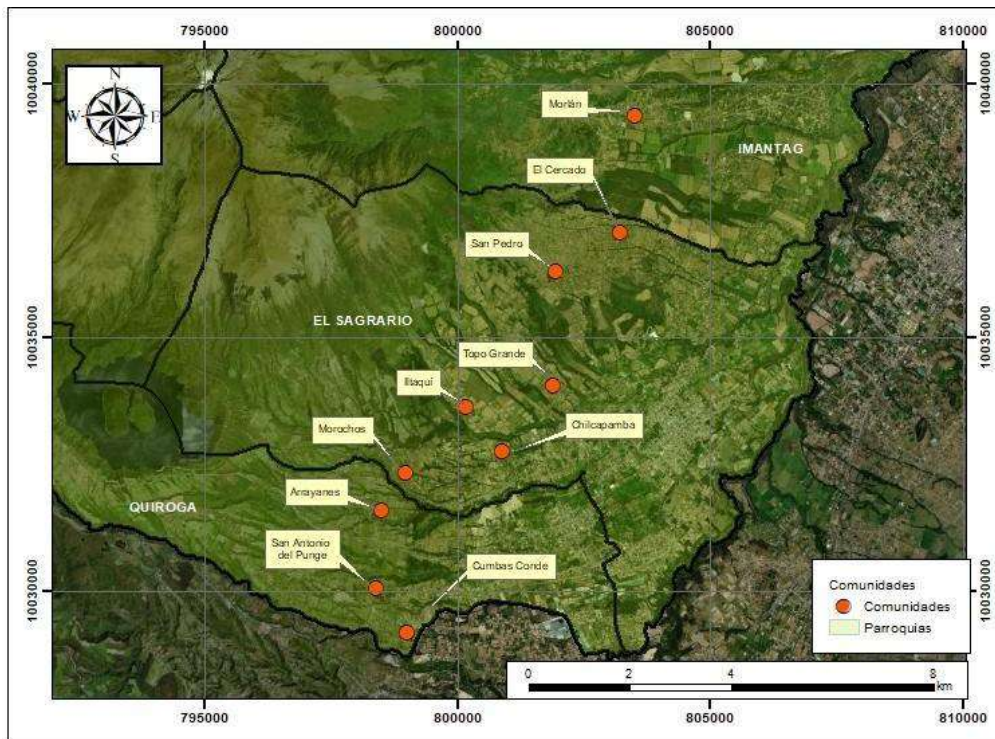 795000
800000
805000
810000
10040000
10040000
N
W
E
S
Morlán
IMANTAG
El Cercado
San Pedro
EL SAGRARIO
10035000
10035000
Topo Grande
Iltaquí
Morochos
Chilcapamba
QUIROGA
Arrayanes
San Antonio
del Punge
Cumbas Conde
10030000
10030000
Comunidades
Comunidades
Parroquias
0
2
4
8
km
795000
800000
805000
810000